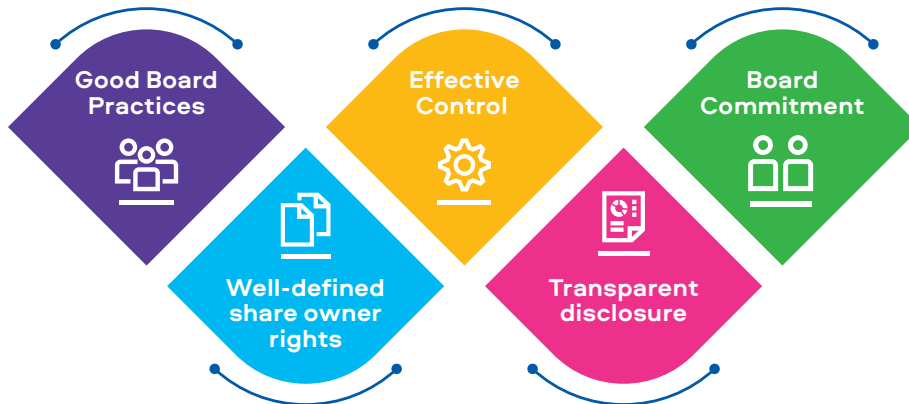 Good Board
Practices
Well-defined
share owner
rights
Effective
Control
Transparent
disclosure
Board
Commitment